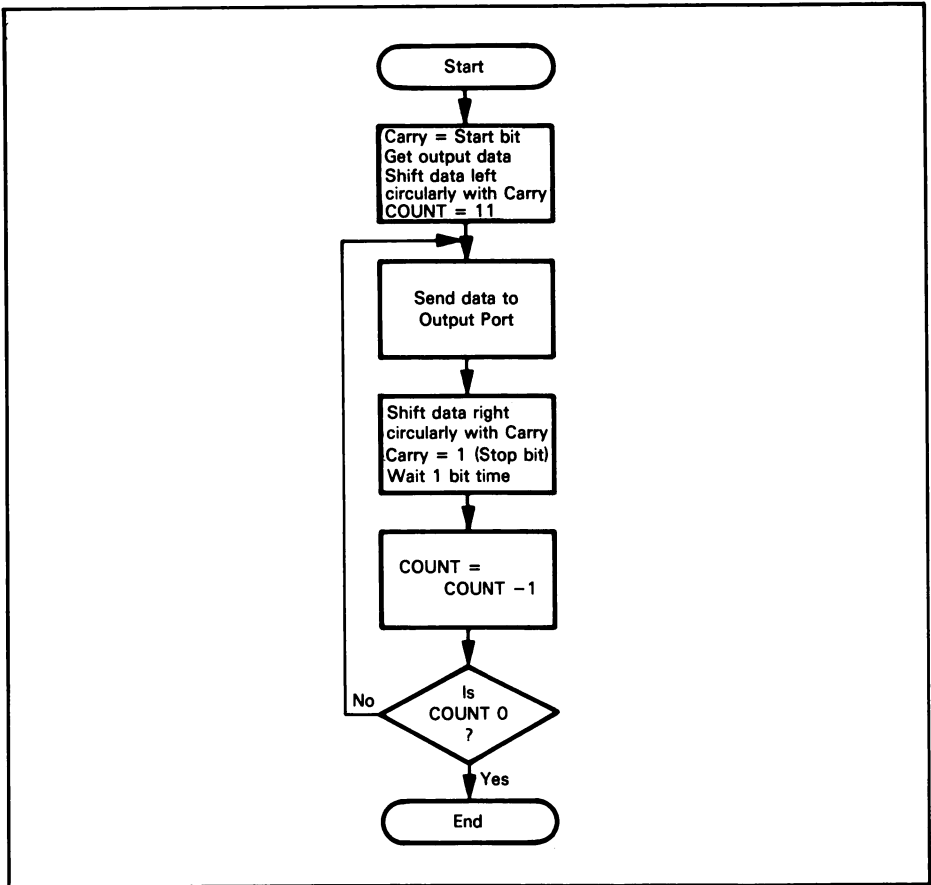 Start
Carry = Start bit
Get output data
Shift data left
circularly with Carry
COUNT = 11
Send data to
Output Port
Shift data right
circularly with Carry
Carry = 1 (Stop bit)
Wait 1 bit time
COUNT =
COUNT −1
Is
COUNT 0
?
No
Yes
End